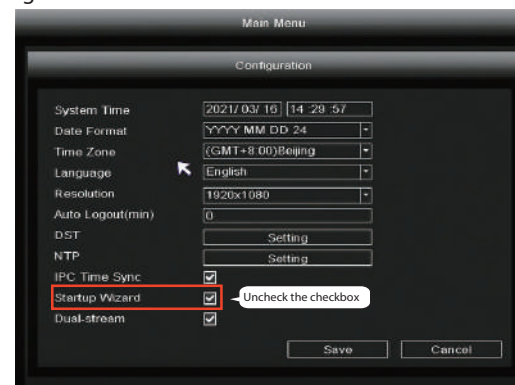 Main Menu
Configuration
System Time 2021/ 03/ 16 14 :29 :57
Date Format YYYY MM DD 24
Time Zone (GMT+8:00)Beijing
Language English
Resolution 1920x1080
Auto Logout(min) 0
DST Setting
NTP Setting
IPC Time Sync
Startup Wizard Uncheck the checkbox
Dual-stream
Save Cancel